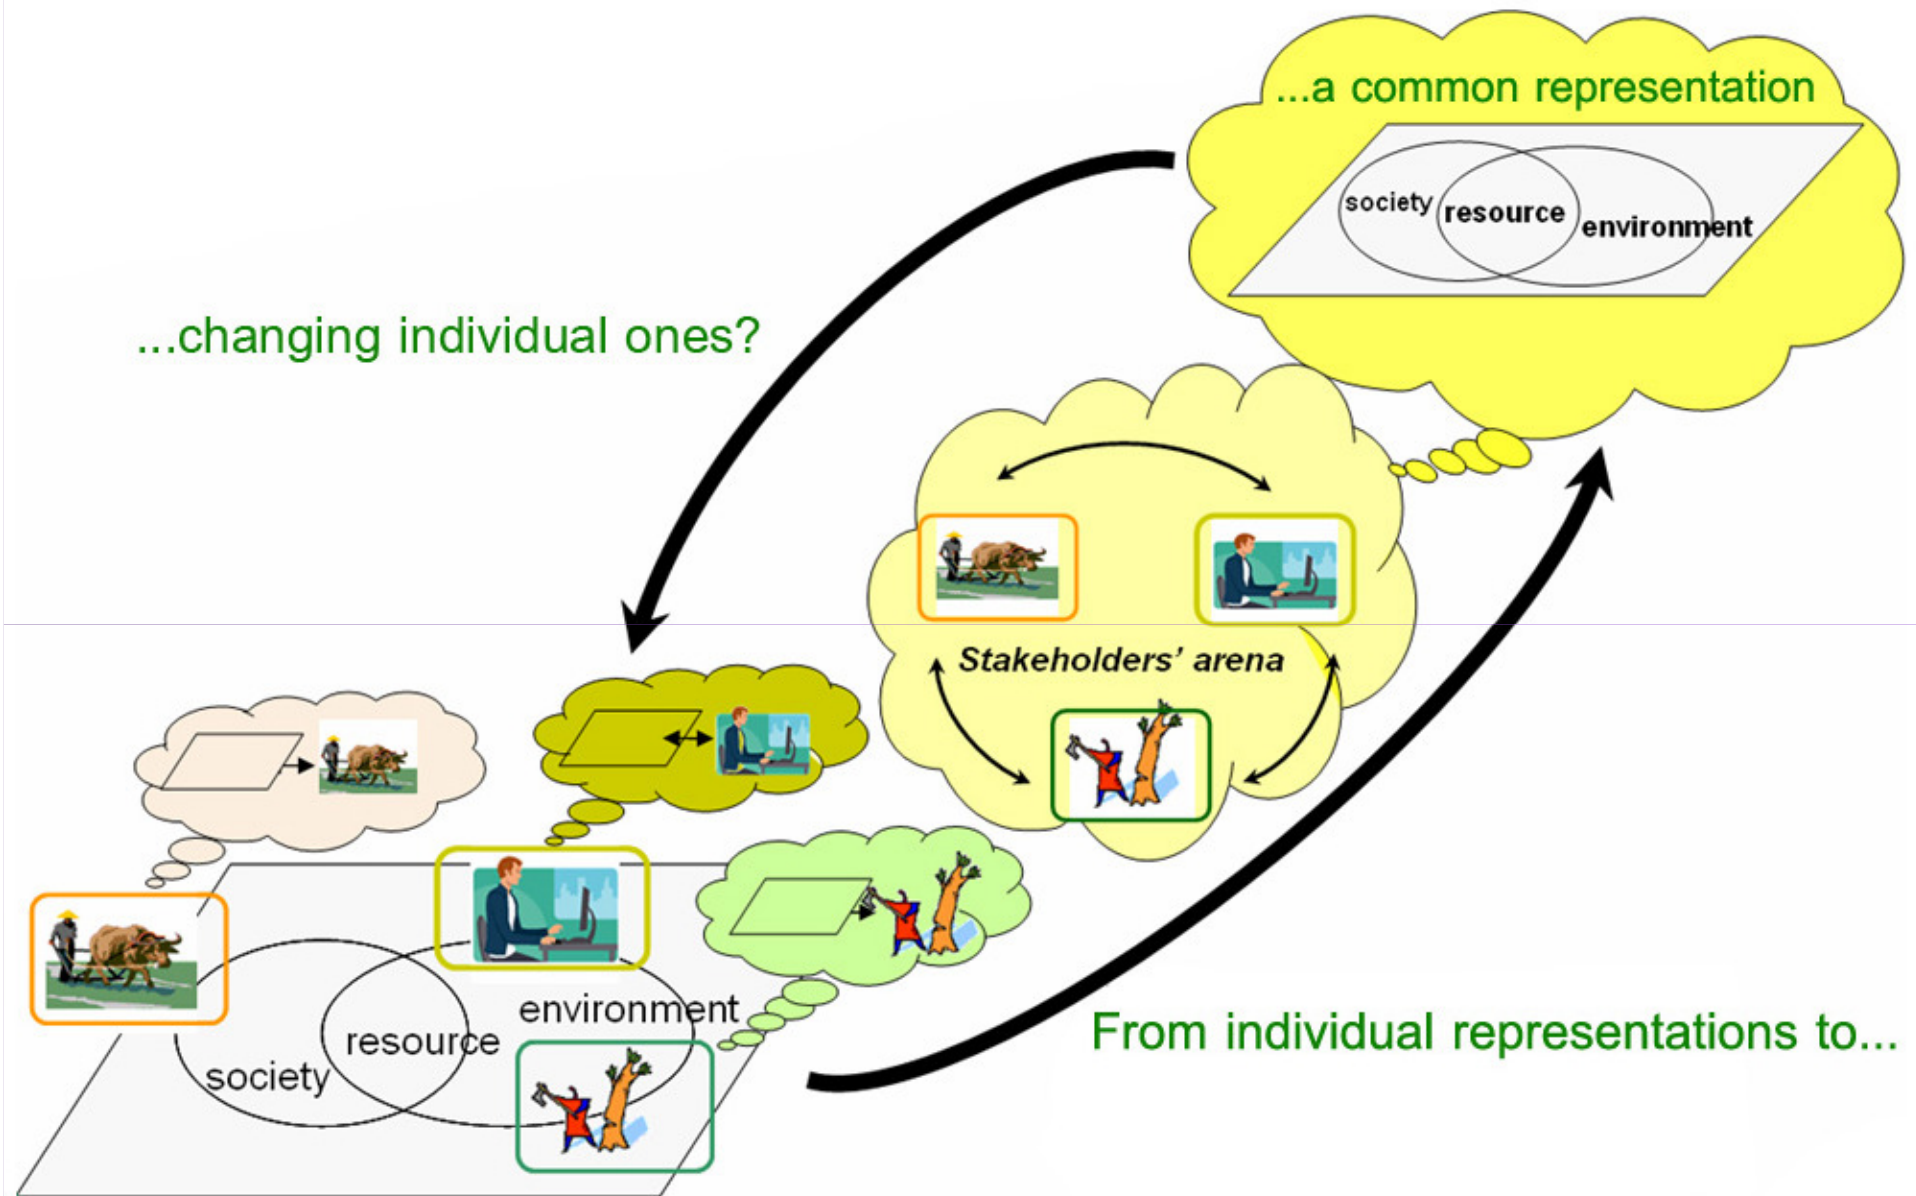 ...a common representation
society
resource
environment
...changing individual ones?
Stakeholders' arena
environment
resource
society
From individual representations to...